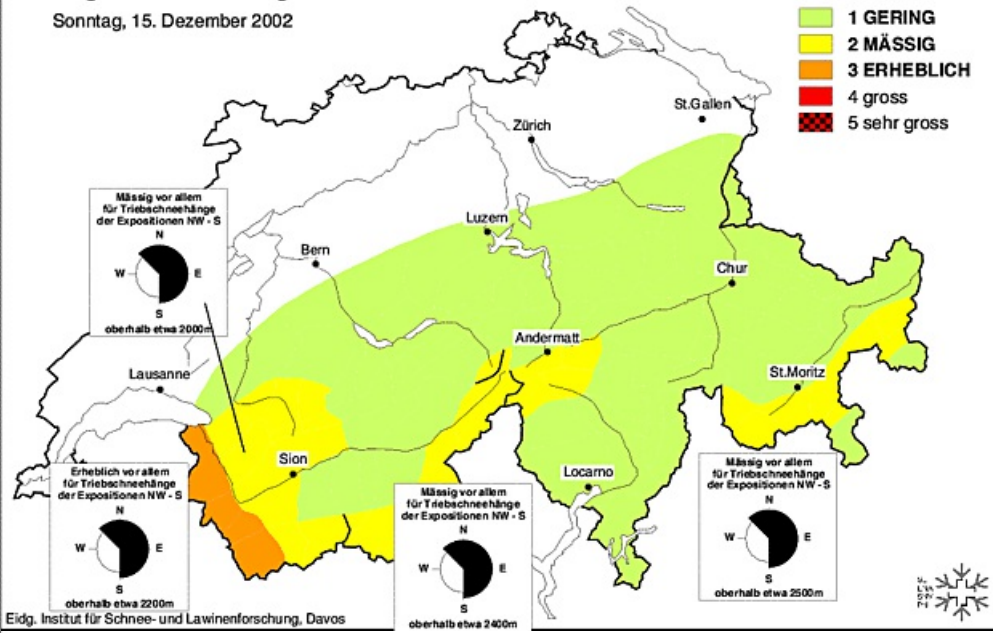 Sonntag, 15. Dezember 2002
1 GERING
2 MÄSSIG
3 ERHEBLICH
4 gross
5 sehr gross
St.Gallen
Zürich
Mässig vor allem
für Triebschneehänge
der Expositionen NW - S
N
W
E
S
oberhalb etwa 2000m
Luzern
Bern
Chur
Andermatt
Lausanne
St.Moritz
Sion
Locarno
Erheblich vor allem
für Triebschneehänge
der Expositionen NW - S
N
W
E
S
oberhalb etwa 2200m
Mässig vor allem
für Triebschneehänge
der Expositionen NW - S
N
W
E
S
oberhalb etwa 2400m
Mässig vor allem
für Triebschneehänge
der Expositionen NW - S
N
W
E
S
oberhalb etwa 2500m
Eidg. Institut für Schnee- und Lawinenforschung, Davos